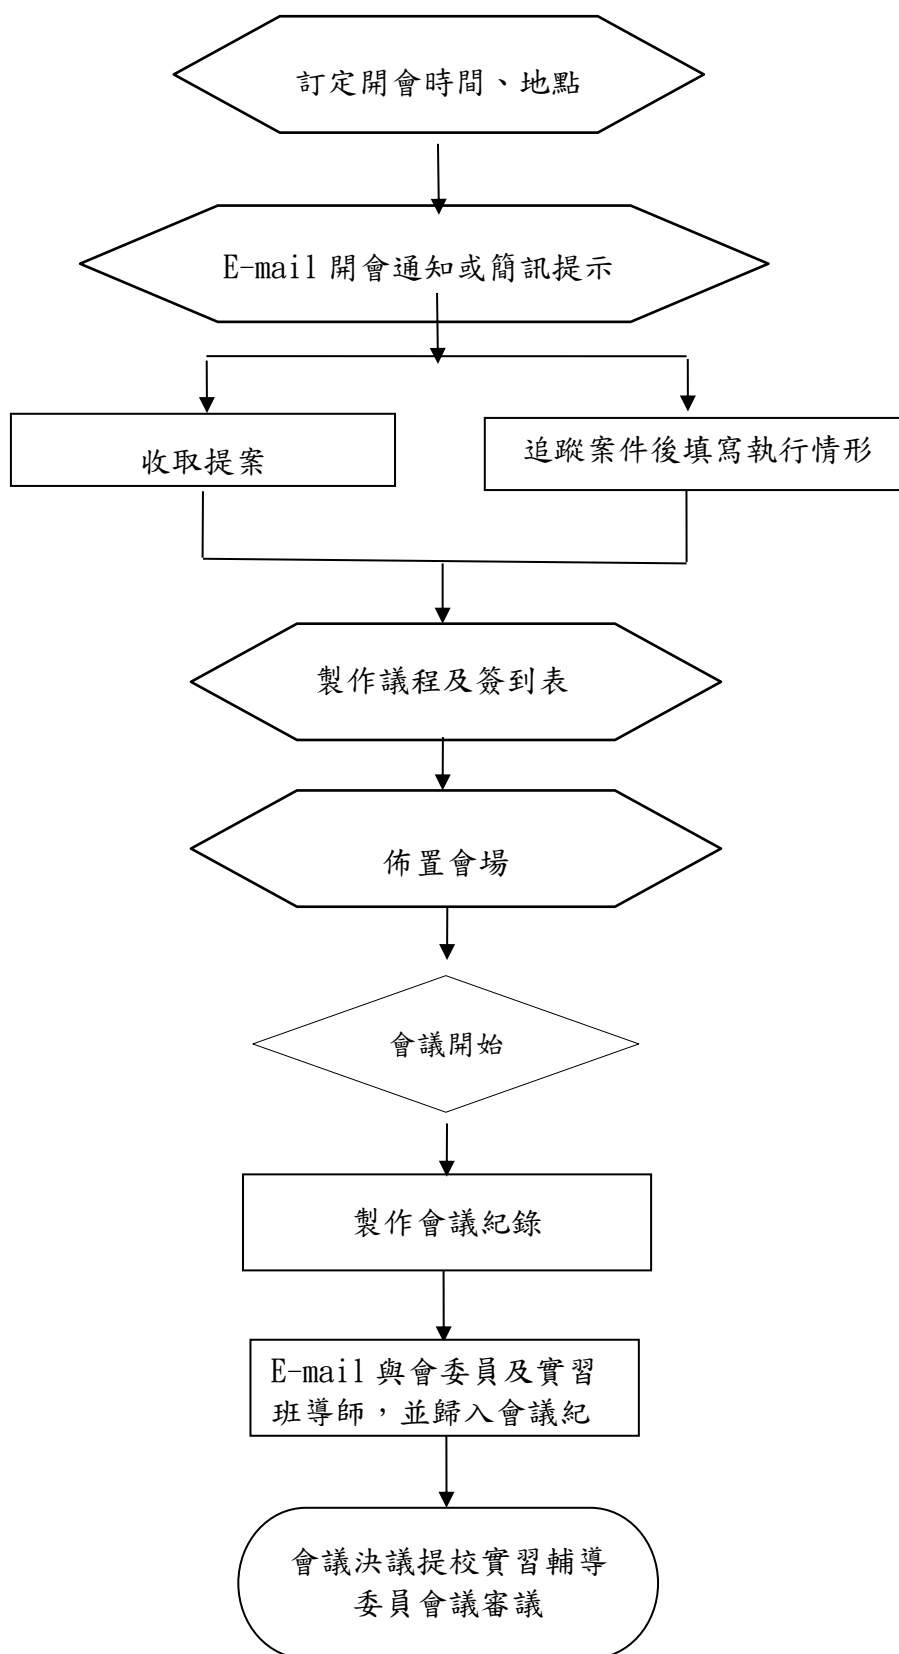 訂定開會時間、地點
E-mail 開會通知或簡訊提示
收取提案
追蹤案件後填寫執行情形
製作議程及簽到表
佈置會場
會議開始
製作會議紀錄
E-mail 與會委員及實習
班導師，並歸入會議紀
會議決議提校實習輔導
委員會議審議